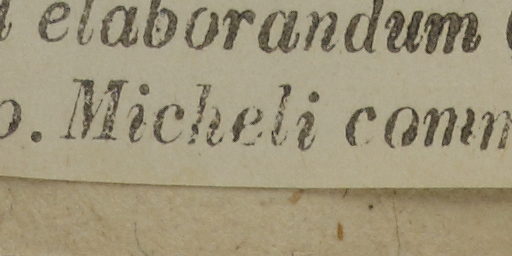 elaborandum
o. Micheli comm